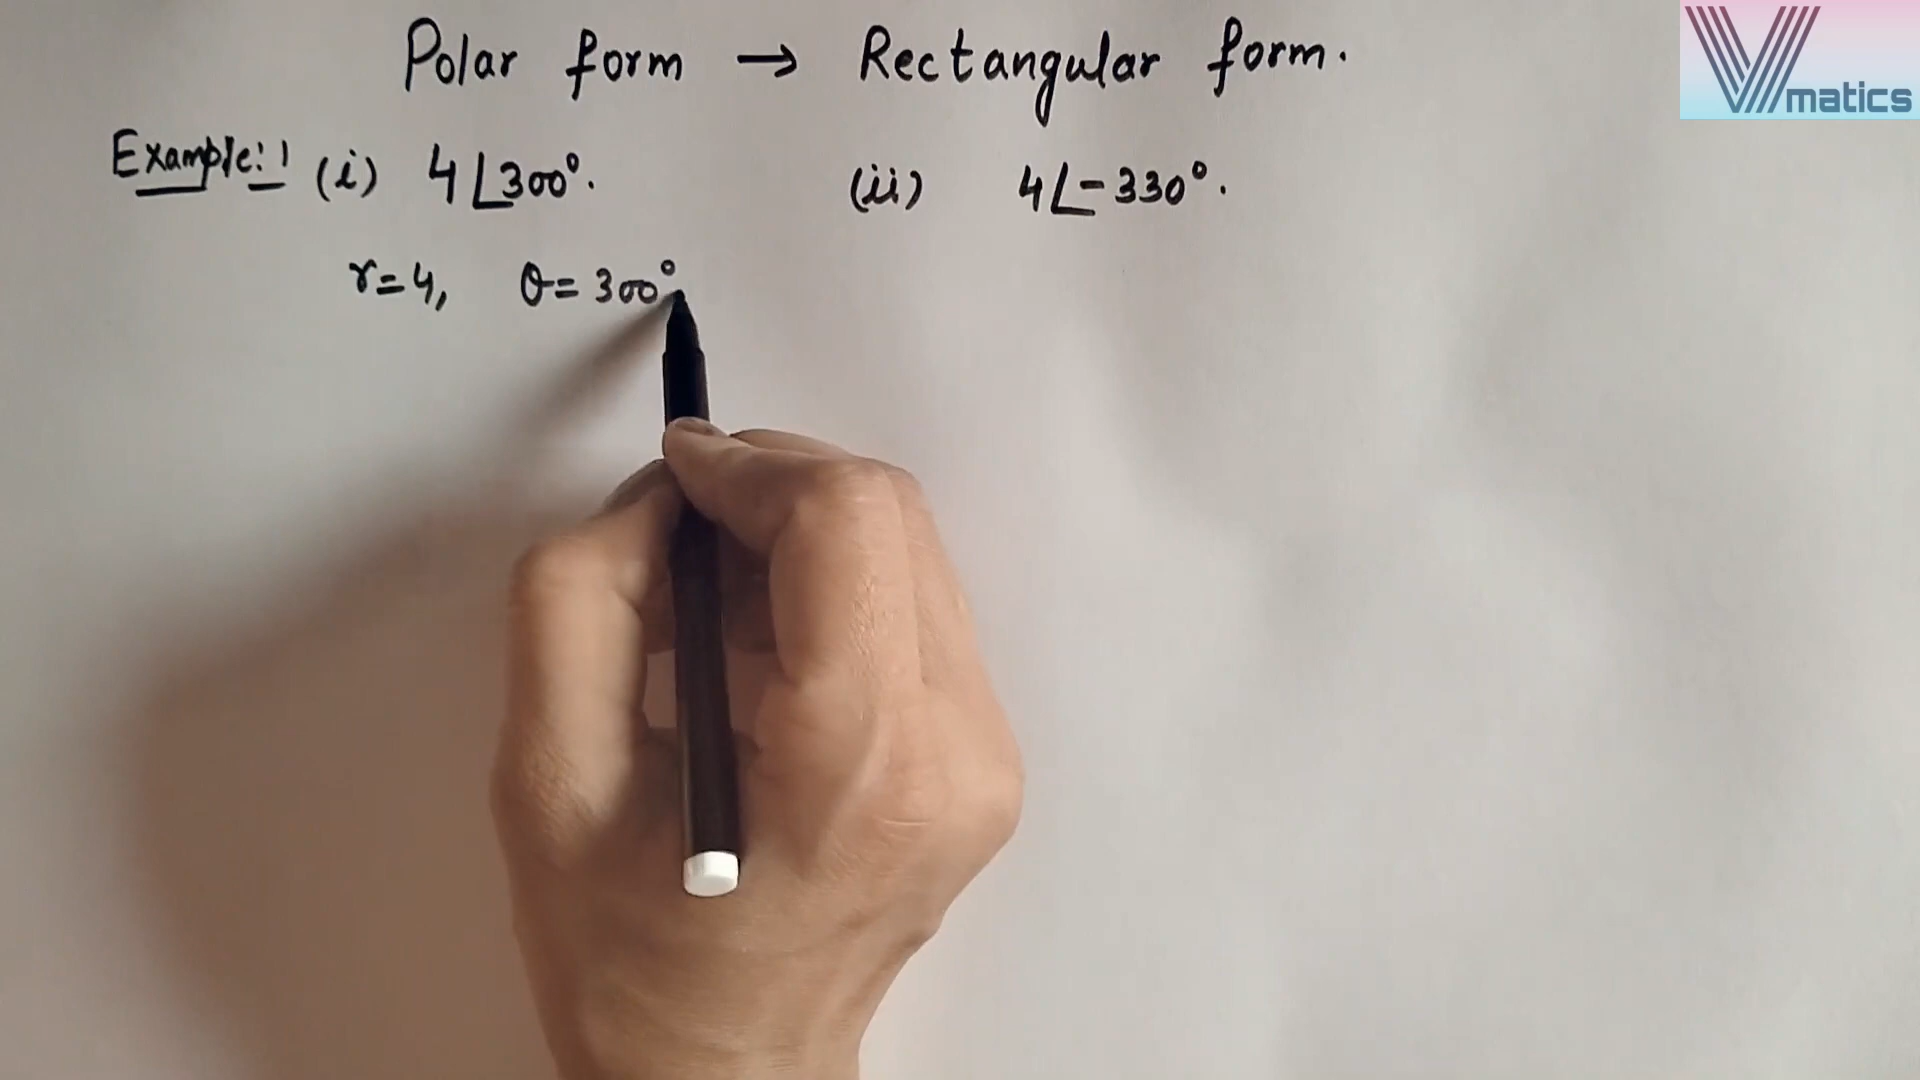 Polar form → Rectangular form.
Example: 1 (i) 4∠300°. (ii) 4∠-330°.
r=4, θ= 300°
Vmatics